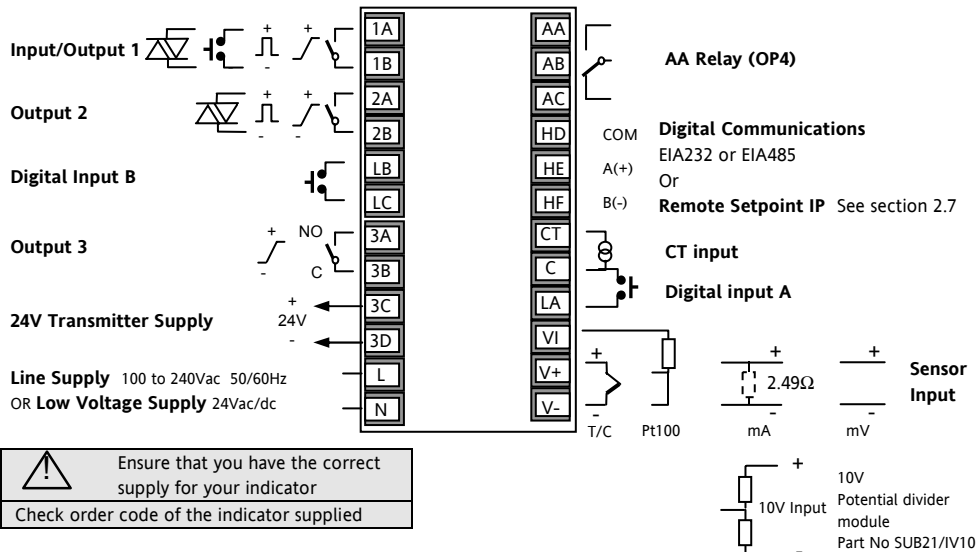 1A AA
Input/Output 1 + - + -
1B AB AA Relay (OP4)
2A AC
Output 2 + - + -
2B HD COM Digital Communications
EIA232 or EIA485
Digital Input B LB HE A(+)
Or
LC HF B(-) Remote Setpoint IP See section 2.7
Output 3 + - NO 3A CT
C 3B C CT input
24V Transmitter Supply + 24V - 3C LA Digital input A
3D VI
Line Supply 100 to 240Vac 50/60Hz L V+
OR Low Voltage Supply 24Vac/dc N V-
+ - T/C Pt100
+ 2.49Ω - mA
+ - mV
Sensor
Input
! Ensure that you have the correct
supply for your indicator
Check order code of the indicator supplied
+
10V Input
-
10V
Potential divider
module
Part No SUB21/IV10